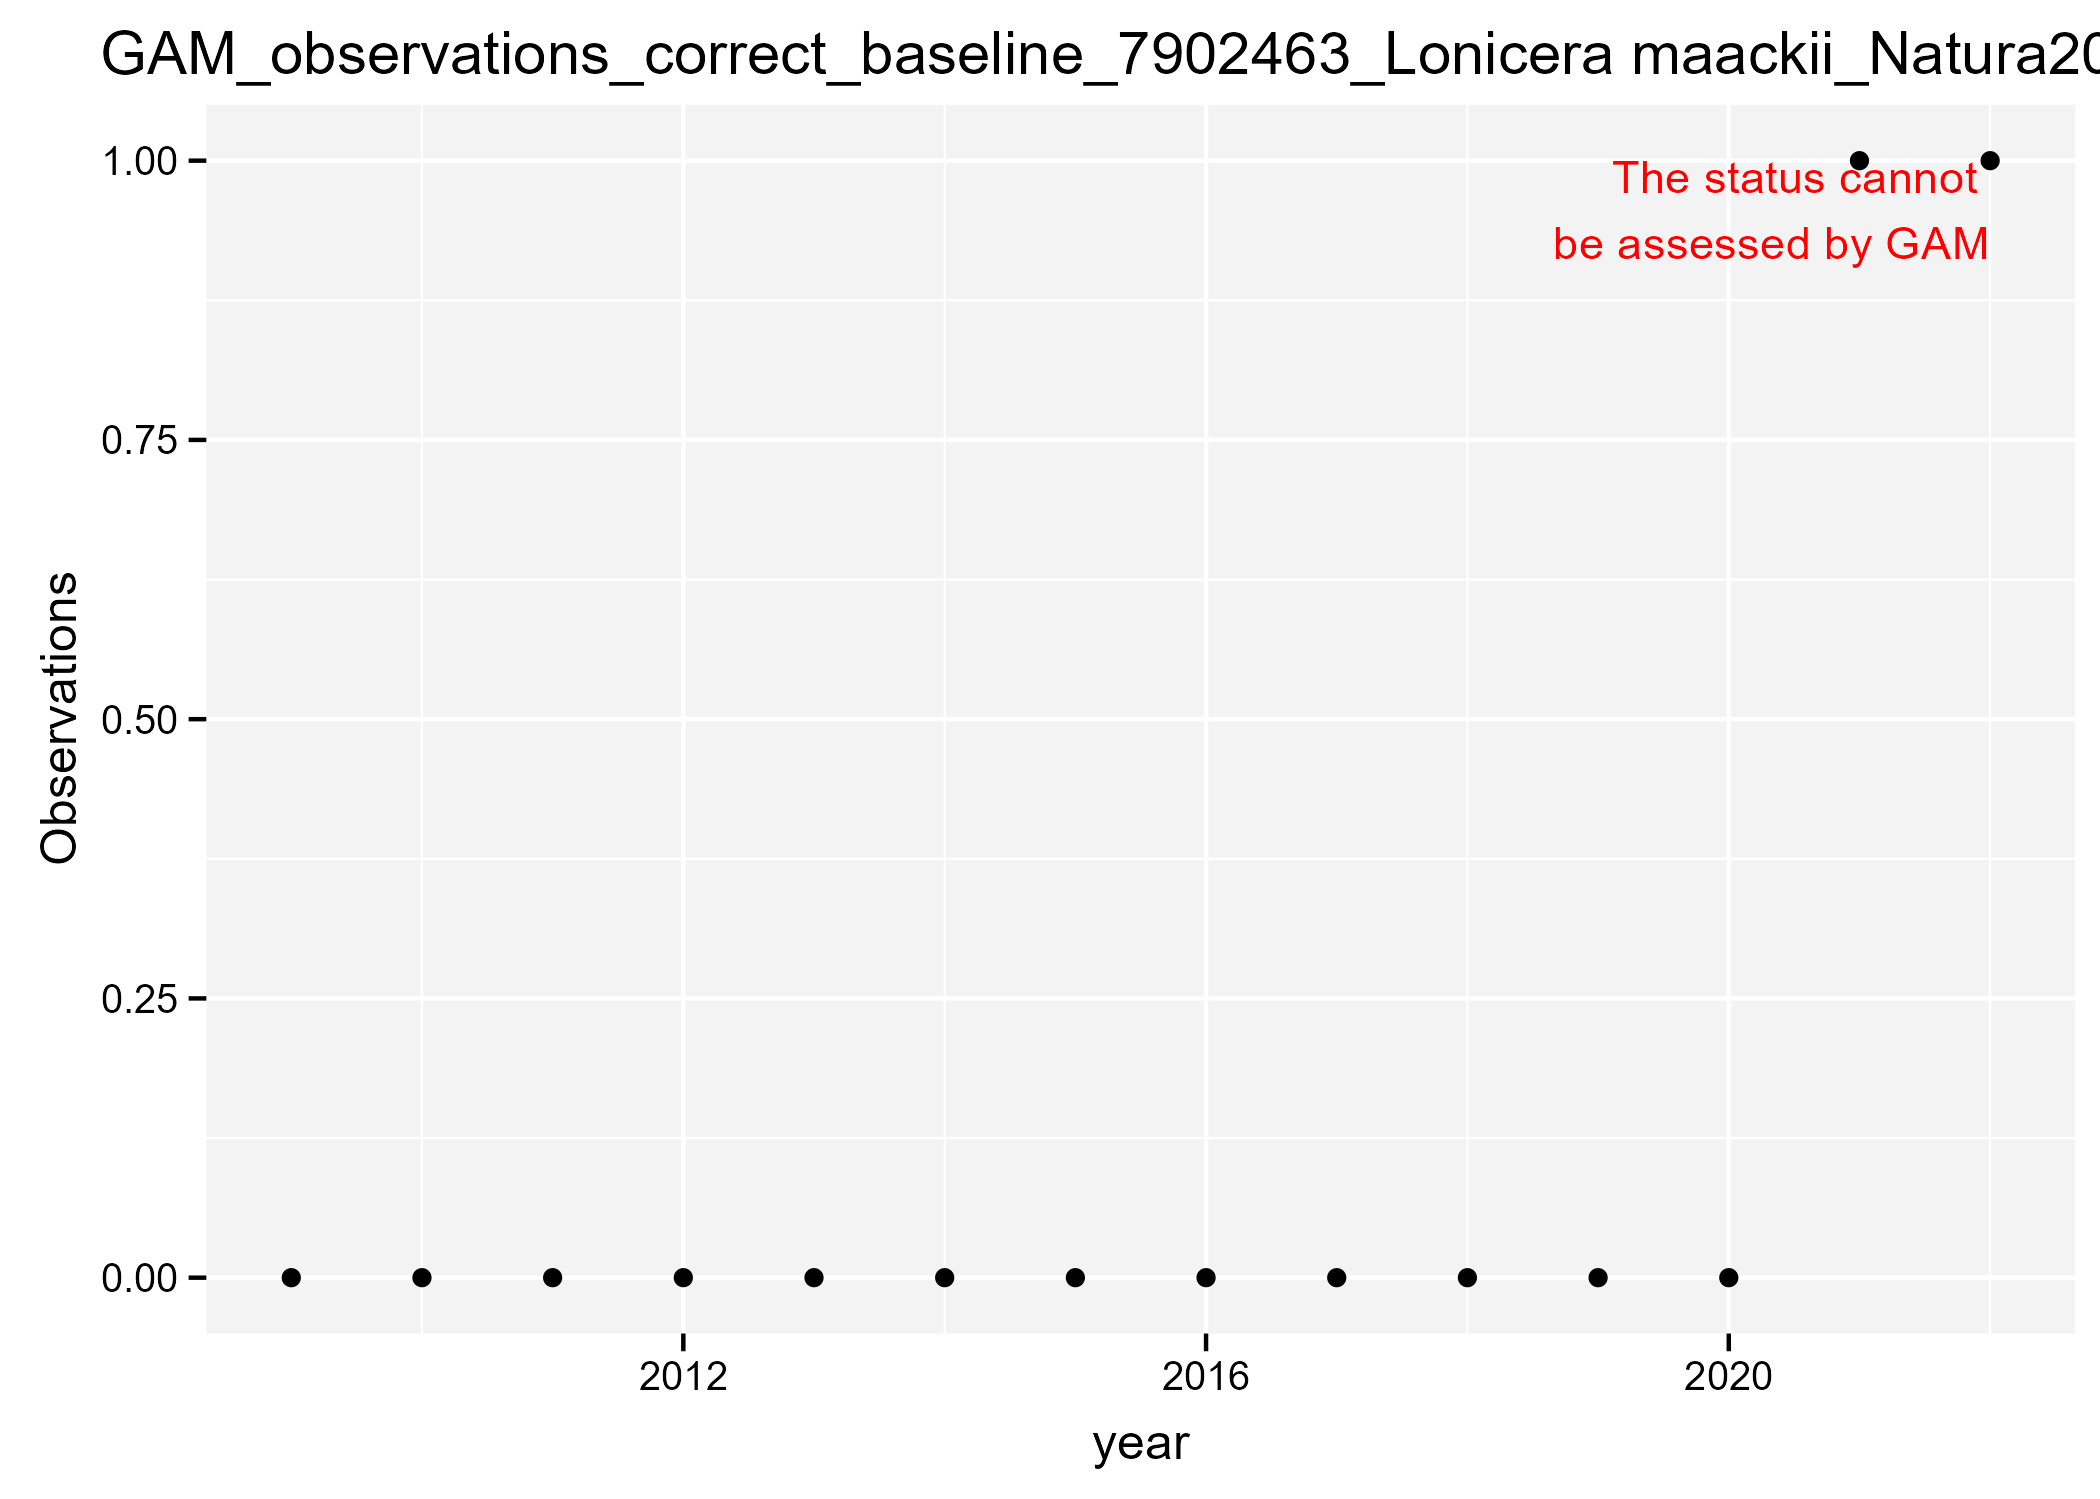 GAM_observations_correct_baseline_7902463_Lonicera maackii_Natura20
1.00
The status cannot
be assessed by GAM
0.75
Observations
0.50
0.25
0.00
2012 2016 2020
year